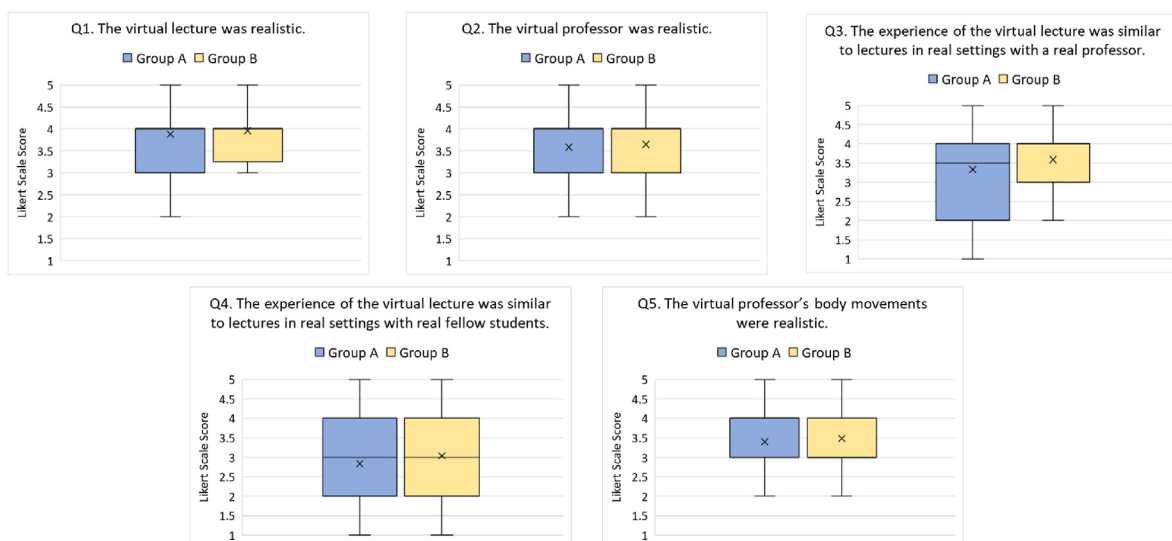 Q1. The virtual lecture was realistic.
Group A Group B
Likert Scale Score
5
4.5
4
3.5
3
2.5
2
1.5
1
Q2. The virtual professor was realistic.
Group A Group B
Likert Scale Score
5
4.5
4
3.5
3
2.5
2
1.5
1
Q3. The experience of the virtual lecture was similar
to lectures in real settings with a real professor.
Group A Group B
Likert Scale Score
5
4.5
4
3.5
3
2.5
2
1.5
1
Q4. The experience of the virtual lecture was similar
to lectures in real settings with real fellow students.
Group A Group B
Likert Scale Score
5
4.5
4
3.5
3
2.5
2
1.5
1
Q5. The virtual professor's body movements
were realistic.
Group A Group B
Likert Scale Score
5
4.5
4
3.5
3
2.5
2
1.5
1